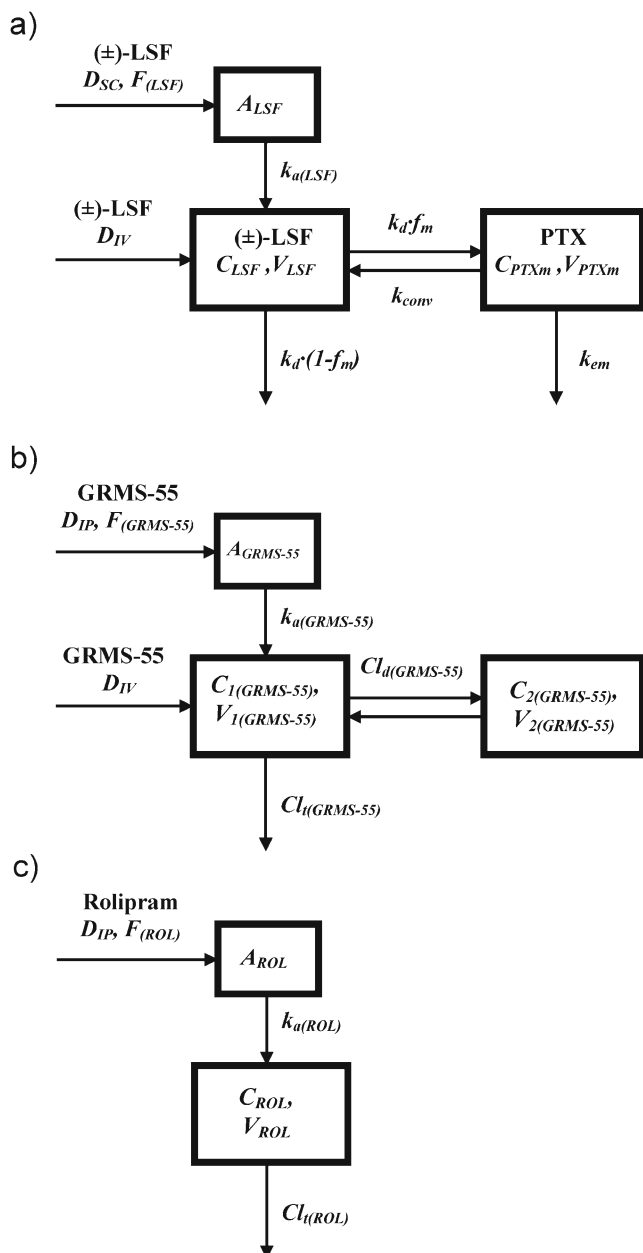 a)
(±)-LSF
D_SC, F_(LSF)
A_LSF
k_a(LSF)
(±)-LSF
D_IV
(±)-LSF
C_LSF ,V_LSF
k_d·f_m
k_conv
PTX
C_PTXm ,V_PTXm
k_d·(1-f_m)
k_em
b)
GRMS-55
D_IP, F_(GRMS-55)
A_GRMS-55
k_a(GRMS-55)
GRMS-55
D_IV
C_1(GRMS-55),
V_1(GRMS-55)
Cl_d(GRMS-55)
C_2(GRMS-55),
V_2(GRMS-55)
Cl_t(GRMS-55)
c)
Rolipram
D_IP, F_(ROL)
A_ROL
k_a(ROL)
C_ROL,
V_ROL
Cl_t(ROL)